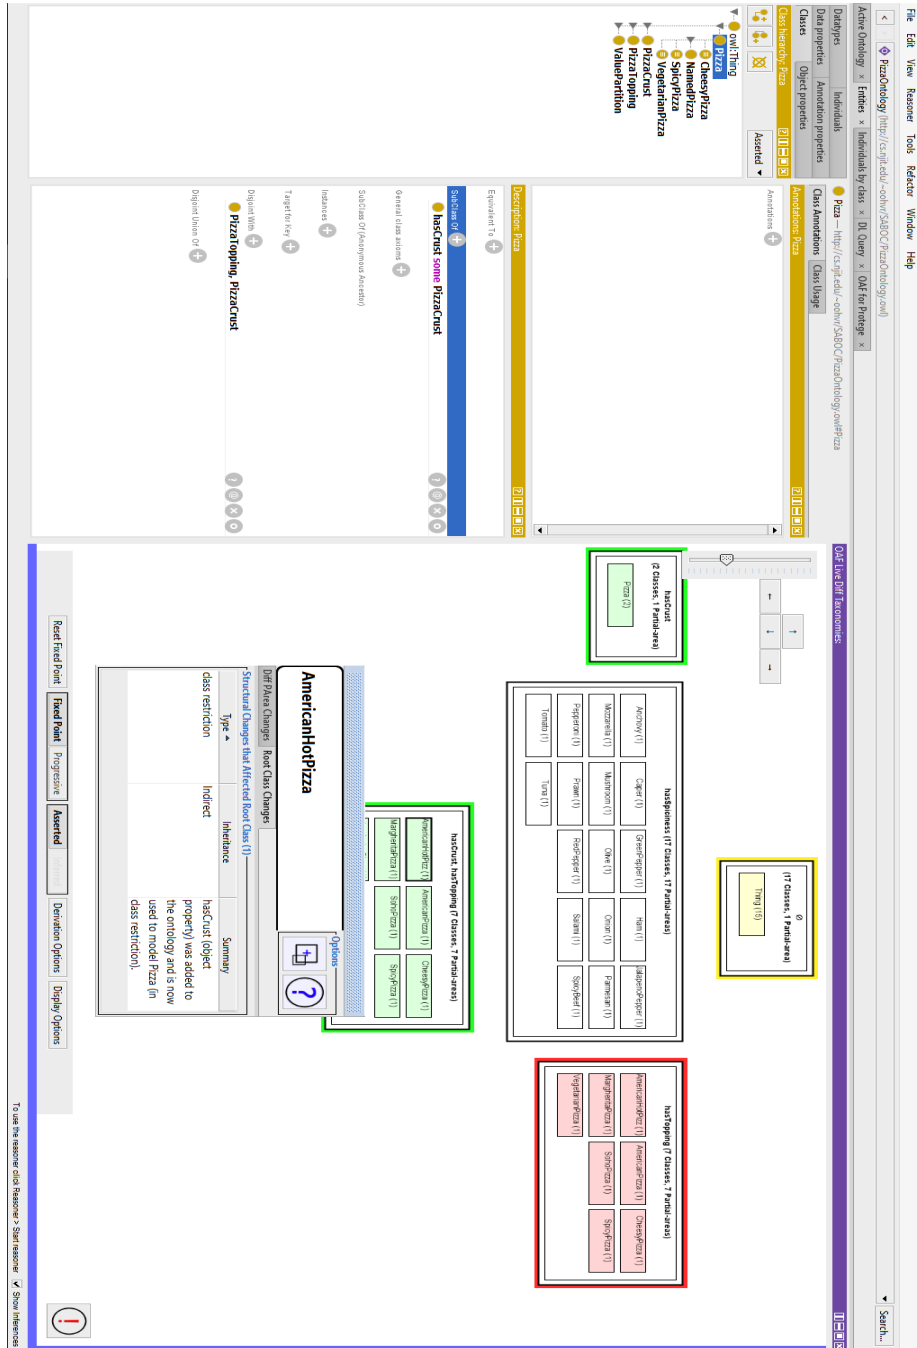 File Edit View Reasoner Tools Refactor Window Help
< PizzaOntology (http://cs.njit.edu/~oohvr/SABOC/PizzaOntology.owl) Search...
Active Ontology × Entities × Individuals by class × DL Query × OAF for Protege ×
Datatypes Individuals
Data properties Annotation properties
Classes Object properties
Class hierarchy: Pizza
Asserted
owl:Thing
Pizza
CheesyPizza
NamedPizza
SpicyPizza
VegetarianPizza
PizzaCrust
PizzaTopping
ValuePartition
Pizza — http://cs.njit.edu/~oohvr/SABOC/PizzaOntology.owl#Pizza
Class Annotations Class Usage
Annotations: Pizza
Annotations
Description: Pizza
Equivalent To
SubClass Of
hasCrust some PizzaCrust
General class axioms
SubClass Of (Anonymous Ancestor)
Instances
Target for Key
Disjoint With
PizzaTopping, PizzaCrust
Disjoint Union Of
OAF Live Diff Taxonomies:
Ø
(17 Classes, 1 Partial-area)
Thing (16)
hasCrust
(2 Classes, 1 Partial-area)
Pizza (2)
hasSpiciness (17 Classes, 17 Partial-areas)
Anchovy (1) Caper (1) GreenPepper (1) Ham (1) JalapenoPepper (1)
Mozzarella (1) Mushroom (1) Olive (1) Onion (1) Parmesan (1)
Pepperoni (1) Prawn (1) RedPepper (1) Salami (1) SpicyBeef (1)
Tomato (1) Tuna (1)
hasTopping (7 Classes, 7 Partial-areas)
AmericanHotPizz (1) AmericanPizza (1) CheesyPizza (1)
MargheritaPizza (1) SohoPizza (1) SpicyPizza (1)
VegetarianPizza (1)
hasCrust, hasTopping (7 Classes, 7 Partial-areas)
AmericanHotPizz (1) AmericanPizza (1) CheesyPizza (1)
MargheritaPizza (1) SohoPizza (1) SpicyPizza (1)
AmericanHotPizza
Options
Diff PArea Changes Root Class Changes
Structural Changes that Affected Root Class (1)
Type Inheritance Summary
class restriction Indirect hasCrust (object
property) was added to
the ontology and is now
used to model Pizza (in
class restriction).
Reset Fixed Point Fixed Point Progressive Asserted Derivation Options Display Options
To use the reasoner click Reasoner > Start reasoner Show Inferences